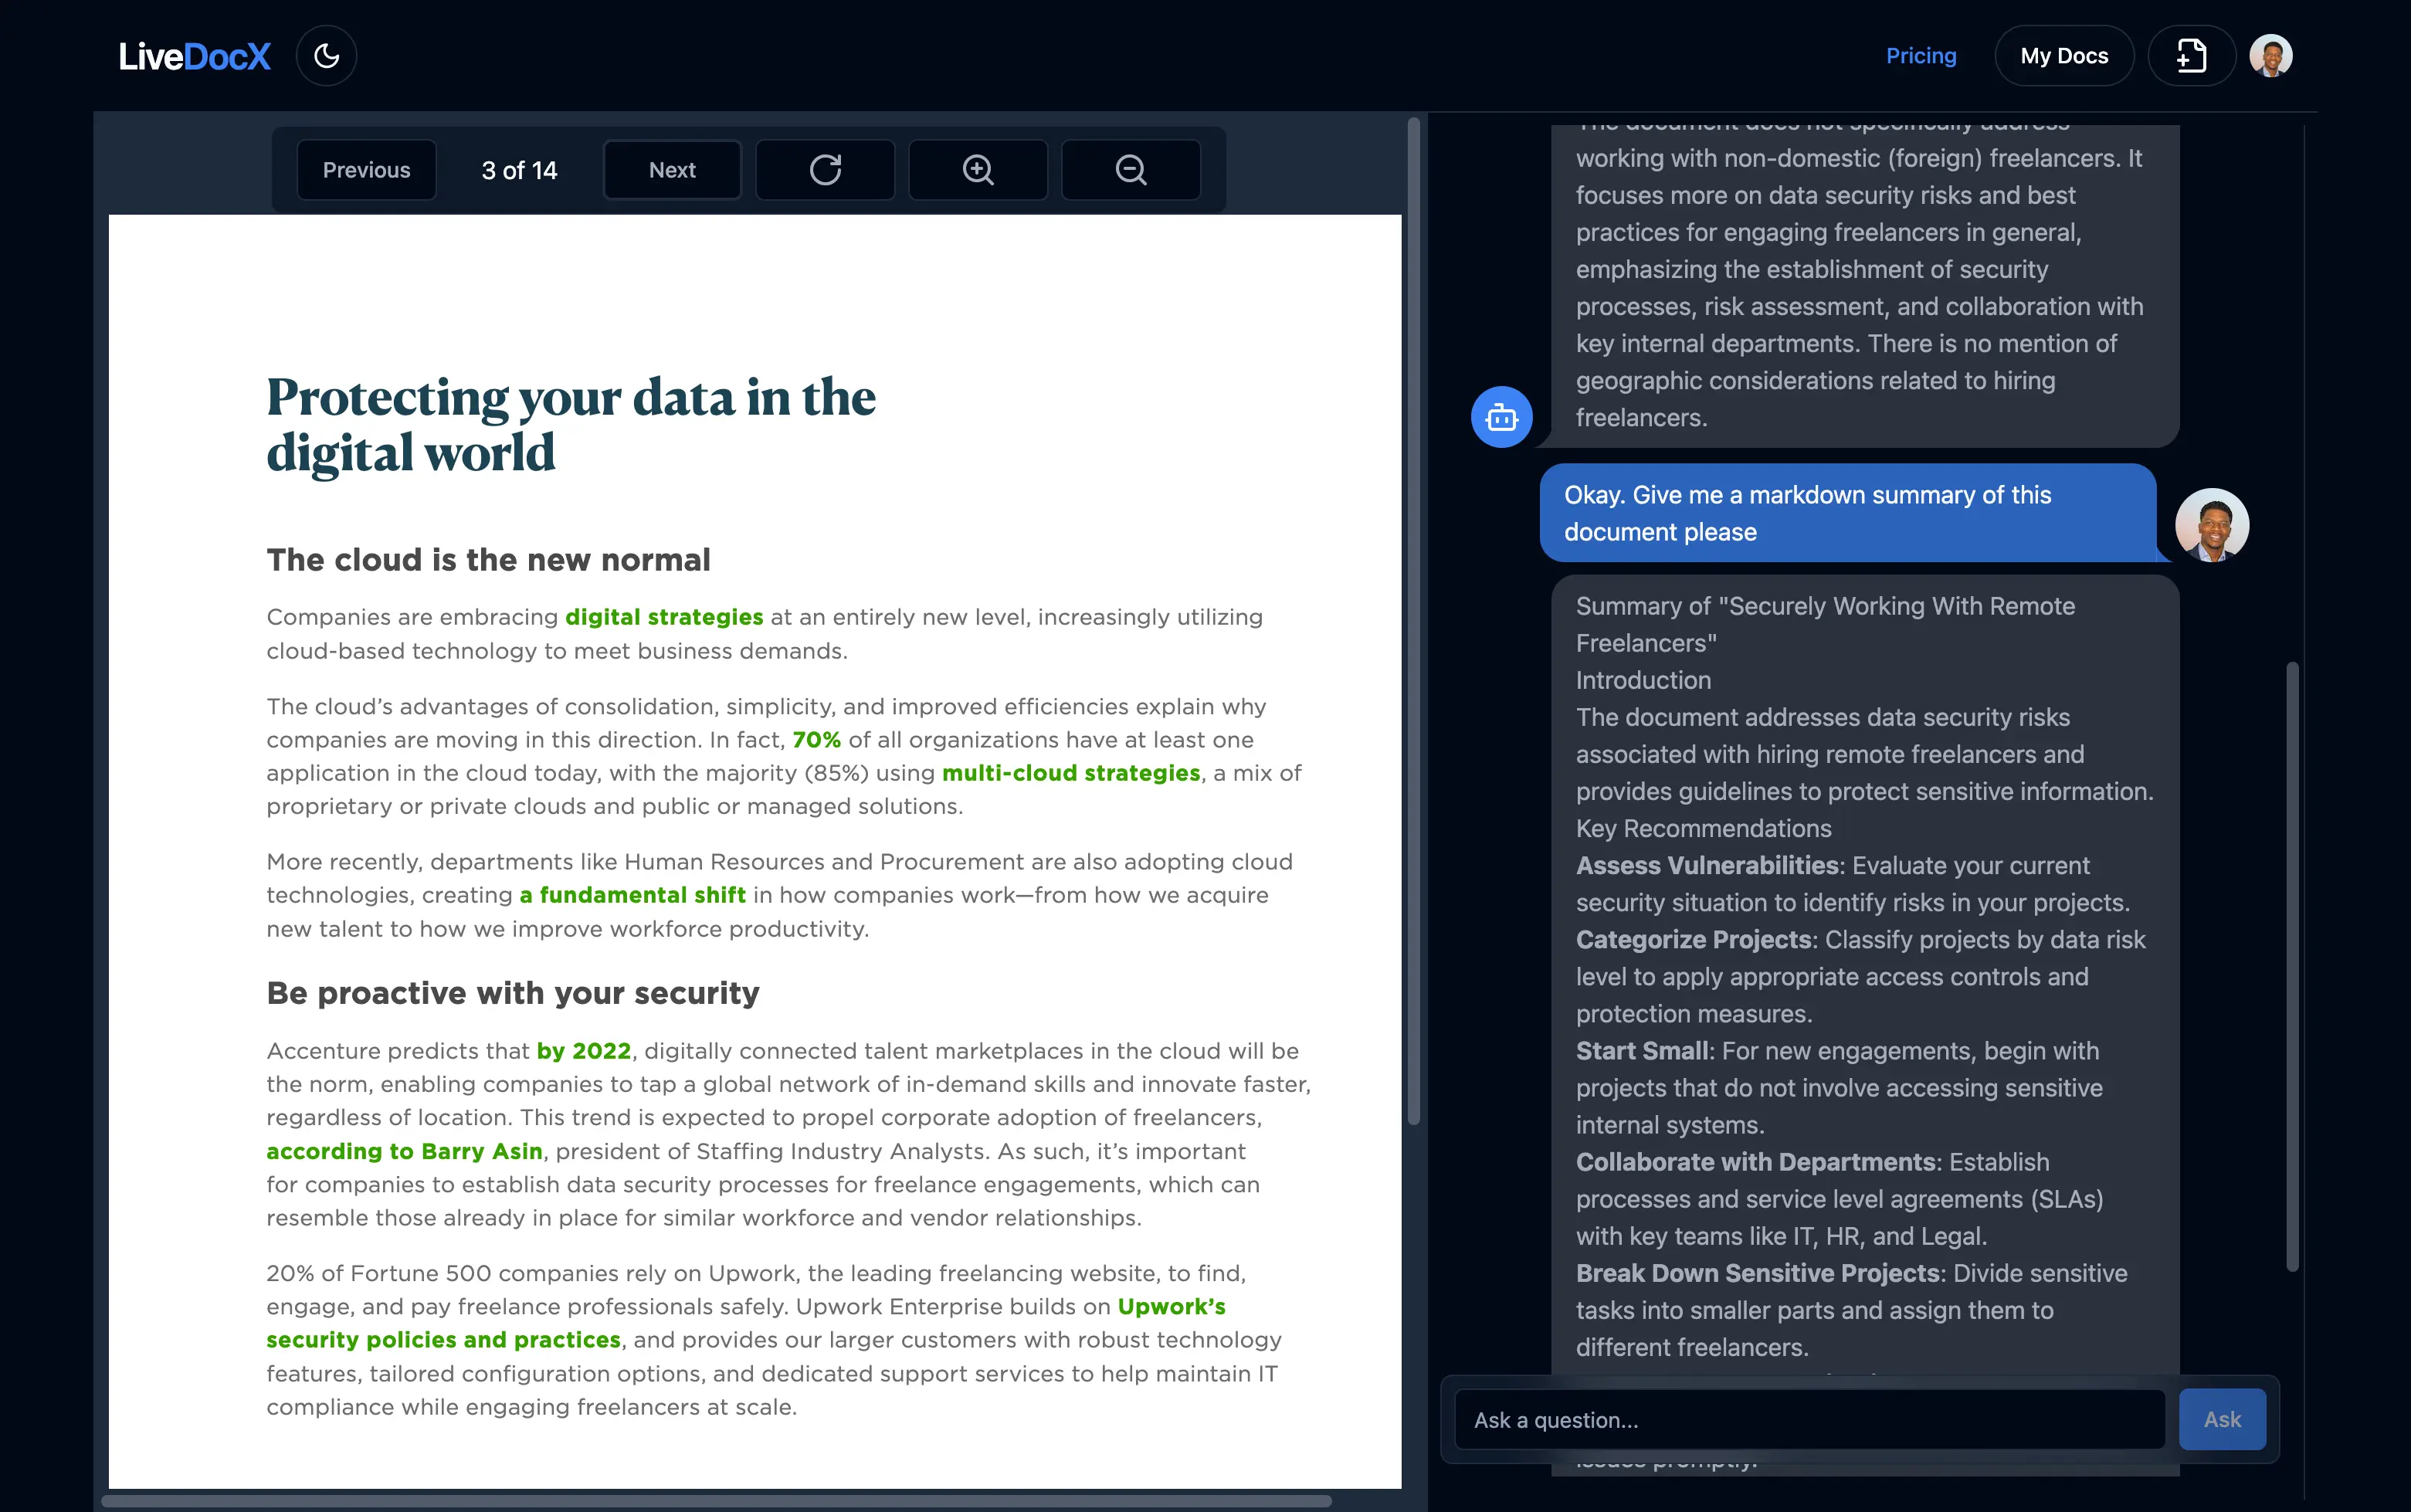 LiveDocX
Pricing
My Docs
Previous
3 of 14
Next
Protecting your data in the
digital world
The cloud is the new normal
Companies are embracing digital strategies at an entirely new level, increasingly utilizing
cloud-based technology to meet business demands.
The cloud’s advantages of consolidation, simplicity, and improved efficiencies explain why
companies are moving in this direction. In fact, 70% of all organizations have at least one
application in the cloud today, with the majority (85%) using multi-cloud strategies, a mix of
proprietary or private clouds and public or managed solutions.
More recently, departments like Human Resources and Procurement are also adopting cloud
technologies, creating a fundamental shift in how companies work—from how we acquire
new talent to how we improve workforce productivity.
Be proactive with your security
Accenture predicts that by 2022, digitally connected talent marketplaces in the cloud will be
the norm, enabling companies to tap a global network of in-demand skills and innovate faster,
regardless of location. This trend is expected to propel corporate adoption of freelancers,
according to Barry Asin, president of Staffing Industry Analysts. As such, it’s important
for companies to establish data security processes for freelance engagements, which can
resemble those already in place for similar workforce and vendor relationships.
20% of Fortune 500 companies rely on Upwork, the leading freelancing website, to find,
engage, and pay freelance professionals safely. Upwork Enterprise builds on Upwork’s
security policies and practices, and provides our larger customers with robust technology
features, tailored configuration options, and dedicated support services to help maintain IT
compliance while engaging freelancers at scale.
The document does not specifically address
working with non-domestic (foreign) freelancers. It
focuses more on data security risks and best
practices for engaging freelancers in general,
emphasizing the establishment of security
processes, risk assessment, and collaboration with
key internal departments. There is no mention of
geographic considerations related to hiring
freelancers.
Okay. Give me a markdown summary of this
document please
Summary of "Securely Working With Remote
Freelancers"
Introduction
The document addresses data security risks
associated with hiring remote freelancers and
provides guidelines to protect sensitive information.
Key Recommendations
Assess Vulnerabilities: Evaluate your current
security situation to identify risks in your projects.
Categorize Projects: Classify projects by data risk
level to apply appropriate access controls and
protection measures.
Start Small: For new engagements, begin with
projects that do not involve accessing sensitive
internal systems.
Collaborate with Departments: Establish
processes and service level agreements (SLAs)
with key teams like IT, HR, and Legal.
Break Down Sensitive Projects: Divide sensitive
tasks into smaller parts and assign them to
different freelancers.
Ask a question...
Ask
issues promptly.